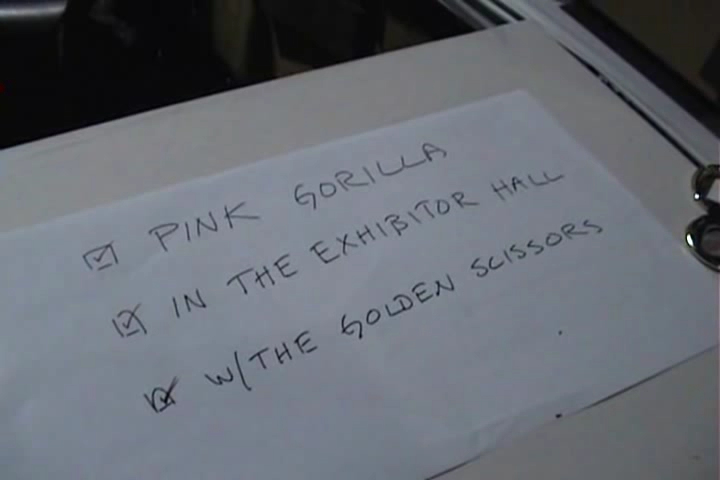 ☑ PINK GORILLA
☑ IN THE EXHIBITOR HALL
☑ W/THE GOLDEN SCISSORS